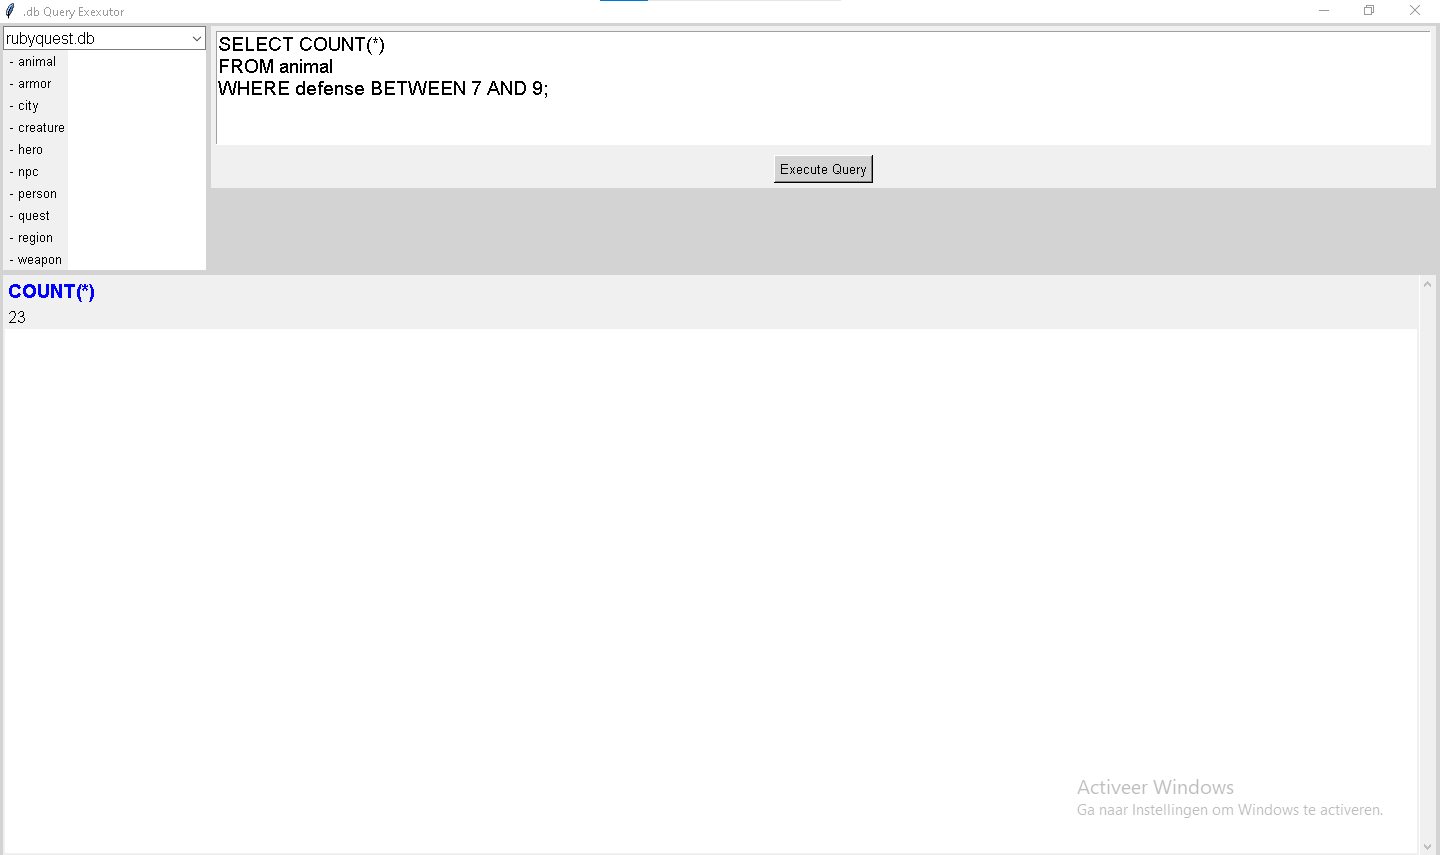 .db Query Exexutor
rubyquest.db
- animal
- armor
- city
- creature
- hero
- npc
- person
- quest
- region
- weapon
SELECT COUNT(*)
FROM animal
WHERE defense BETWEEN 7 AND 9;
Execute Query
COUNT(*)
23
Activeer Windows
Ga naar Instellingen om Windows te activeren.